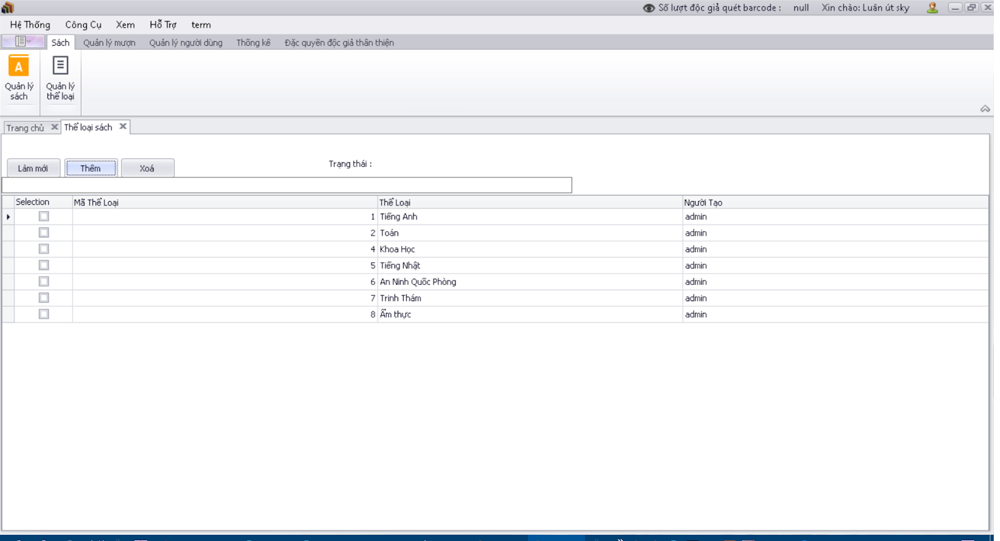 Số lượt độc giả quét barcode : null Xin chào: Luân út sky
Hệ Thống Công Cụ Xem Hỗ Trợ term
Sách Quản lý mượn Quản lý người dùng Thống kê Đặc quyền độc giả thân thiện
A
Quản lý sách
Quản lý thể loại
Trang chủ Thể loại sách
Làm mới Thêm Xoá Trạng thái :
Selection Mã Thể Loại Thể Loại Người Tạo
1 Tiếng Anh admin
2 Toán admin
4 Khoa Học admin
5 Tiếng Nhật admin
6 An Ninh Quốc Phòng admin
7 Trinh Thám admin
8 Ẩm thực admin